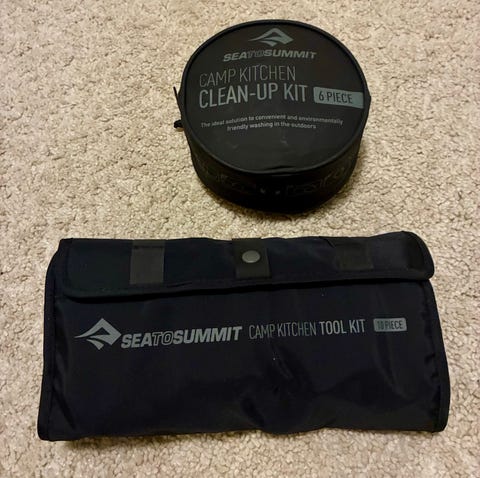 SEATOSUMMIT
CAMP KITCHEN
CLEAN-UP KIT 6 PIECE
The ideal solution to convenient and environmentally
friendly washing in the outdoors
SEATOSUMMIT CAMP KITCHEN TOOL KIT 10 PIECE